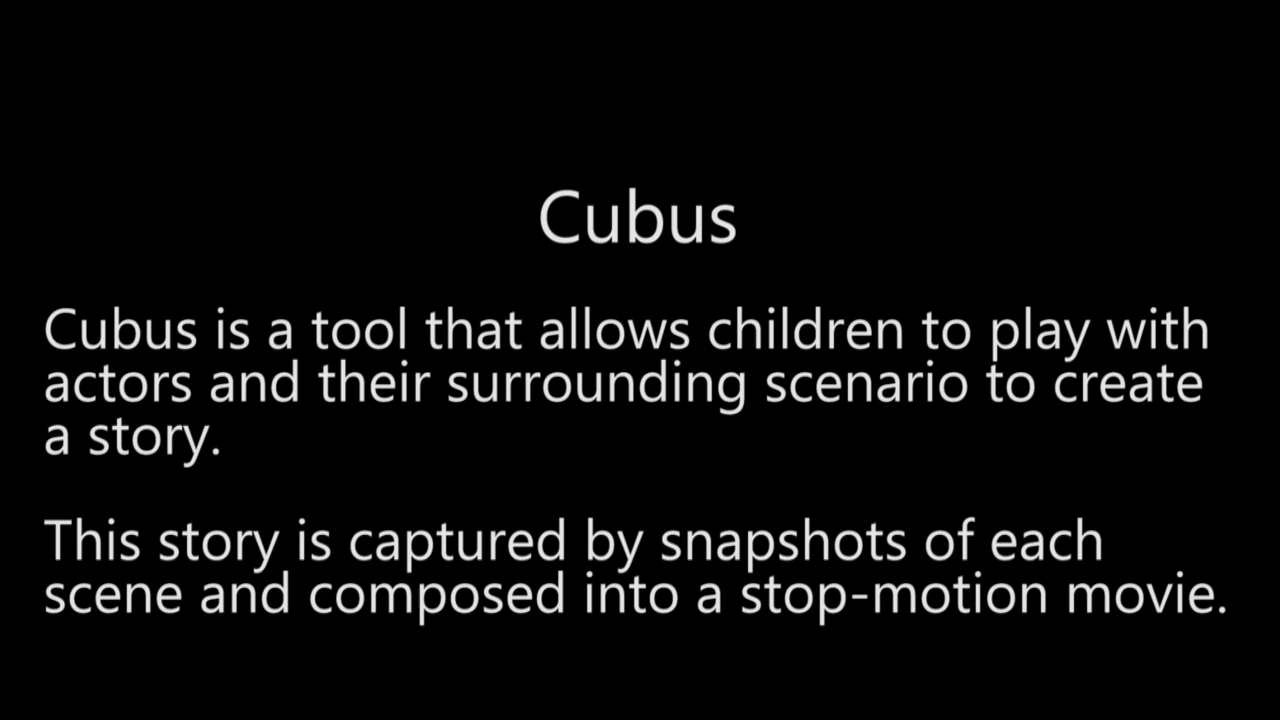 Cubus
Cubus is a tool that allows children to play with
actors and their surrounding scenario to create
a story.
This story is captured by snapshots of each
scene and composed into a stop-motion movie.